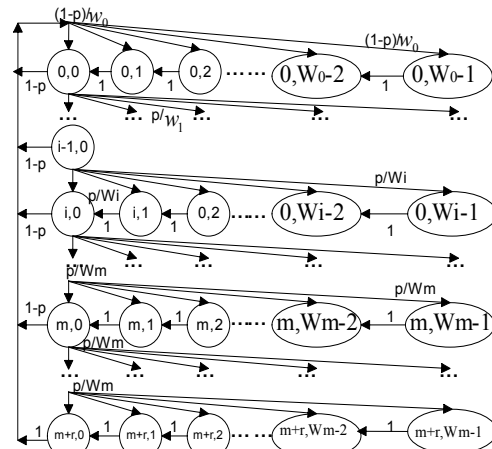 (1-p)/w₀ (1-p)/w₀
0,0 0,1 0,2 ...... 0,W₀-2 0,W₀-1
1-p 1 1 1
... ... p/w₁ ... ... ...
i-1,0
1-p
p/Wi p/Wi
i,0 i,1 0,2 ...... 0,Wi-2 0,Wi-1
1-p 1 1 1
... ... ... ... ...
p/Wm p/Wm
1-p m,0 1 m,1 1 m,2 ...... m,Wm-2 1 m,Wm-1
p/Wm
... ... ... ... ...
p/Wm
1 m+r,0 1 m+r,1 1 m+r,2 ...... m+r,Wm-2 1 m+r,Wm-1